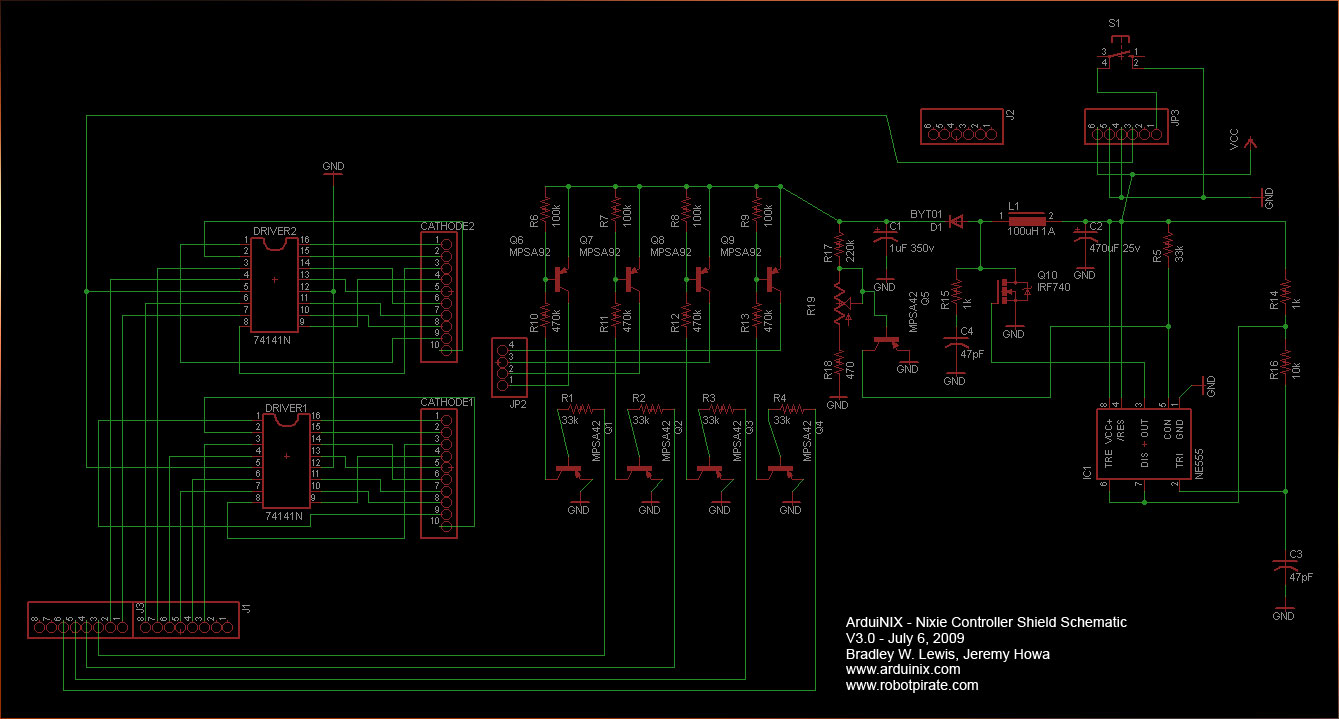 S1
3 1
4 2
J2
6 5 4 3 2 1
JP3
6 5 4 3 2 1
VCC
GND
GND
CATHODE2
DRIVER2
1 2 3 4 5 6 7 8
16 15 14 13 12 11 10 9
74141N
1 2 3 4 5 6 7 8 9 10
R6 100k
R7 100k
R8 100k
R9 100k
Q6 MPSA92
Q7 MPSA92
Q8 MPSA92
Q9 MPSA92
R10 470k
R11 470k
R12 470k
R13 470k
4 3 2 1
JP2
R17 220k
C1
1uF 350v
GND
BYT01
D1
L1
1 2
100uH 1A
C2
470uF 25v
GND
R5 33k
R19
MPSA42 Q5
GND
R18 470
GND
R15 1k
C4
47pF
GND
Q10
IRF740
GND
R14 1k
R16 10k
GND
CATHODE1
DRIVER1
1 2 3 4 5 6 7 8
16 15 14 13 12 11 10 9
74141N
1 2 3 4 5 6 7 8 9 10
R1 33k
MPSA42 Q1
GND
R2 33k
MPSA42 Q2
GND
R3 33k
MPSA42 Q3
GND
R4 33k
MPSA42 Q4
GND
8 4 3 5 1
TRE VCC+
/RES
DIS OUT
CON
TRI GND
6 7 2
IC1
NE555
C3
47pF
GND
8 7 6 5 4 3 2 1
J3
8 7 6 5 4 3 2 1
J1
ArduiNIX - Nixie Controller Shield Schematic
V3.0 - July 6, 2009
Bradley W. Lewis, Jeremy Howa
www.arduinix.com
www.robotpirate.com